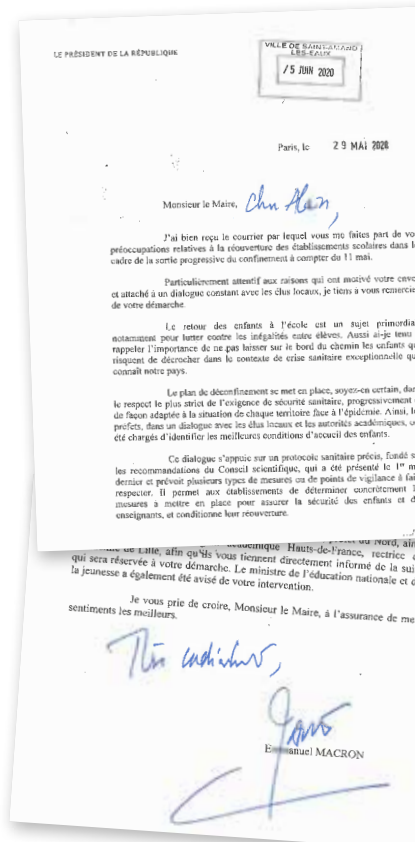 LE PRÉSIDENT DE LA RÉPUBLIQUE
VILLE DE SAINT-AMAND
LES-EAUX
/5 JUIN 2020
Paris, le 29 MAI 2020
Monsieur le Maire, Cher Alain,
J'ai bien reçu le courrier par lequel vous me faites part de vo
préoccupations relatives à la réouverture des établissements scolaires dans l
cadre de la sortie progressive du confinement à compter du 11 mai.
Particulièrement attentif aux raisons qui ont motivé votre envo
et attaché à un dialogue constant avec les élus locaux, je tiens à vous remercie
de votre démarche.
Le retour des enfants à l'école est un sujet primordia
notamment pour lutter contre les inégalités entre élèves. Aussi ai-je tenu
rappeler l'importance de ne pas laisser sur le bord du chemin les enfants qu
risquent de décrocher dans le contexte de crise sanitaire exceptionnelle qu
connaît notre pays.
Le plan de déconfinement se met en place, soyez-en certain, dan
le respect le plus strict de l'exigence de sécurité sanitaire, progressivement
de façon adaptée à la situation de chaque territoire face à l'épidémie. Ainsi, l
préfets, dans un dialogue avec les élus locaux et les autorités académiques, o
été chargés d'identifier les meilleures conditions d'accueil des enfants.
Ce dialogue s'appuie sur un protocole sanitaire précis, fondé s
les recommandations du Conseil scientifique, qui a été présenté le 1er m
dernier et prévoit plusieurs types de mesures ou de points de vigilance à fai
respecter. Il permet aux établissements de déterminer concrètement l
mesures à mettre en place pour assurer la sécurité des enfants et d
enseignants, et conditionne leur réouverture.
du Nord, ain
académique Hauts-de-France, rectrice
de Lille, afin qu'ils vous tiennent directement informé de la sui
qui sera réservée à votre démarche. Le ministre de l'éducation nationale et d
la jeunesse a également été avisé de votre intervention.
Je vous prie de croire, Monsieur le Maire, à l'assurance de me
sentiments les meilleurs.
Très cordialement,
Emmanuel MACRON